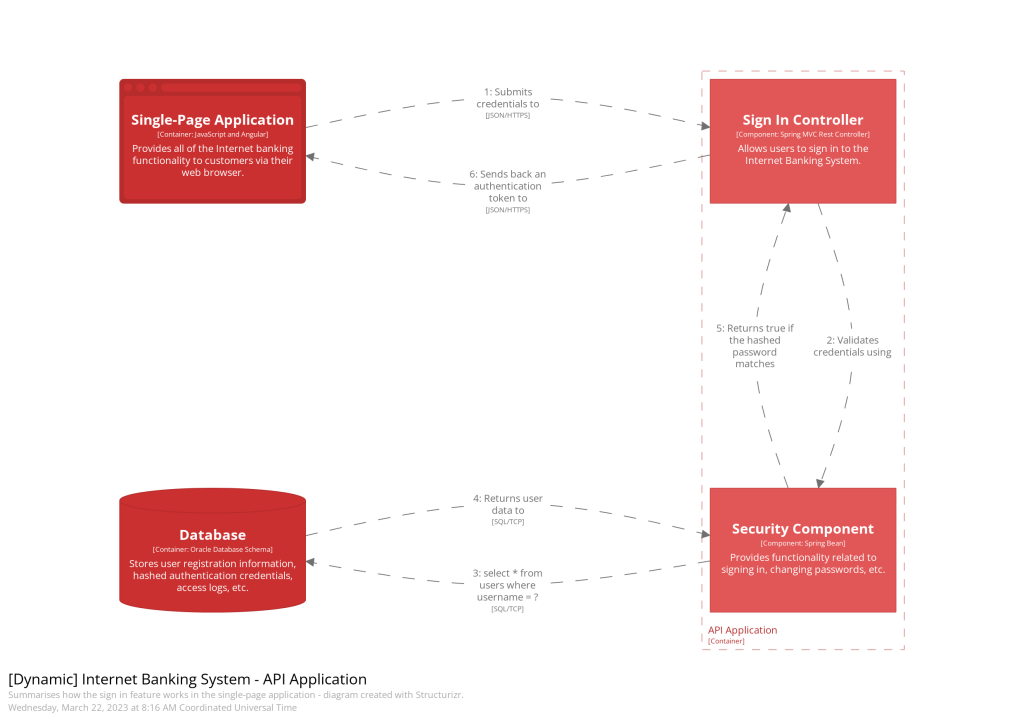 Single-Page Application
[Container: JavaScript and Angular]
Provides all of the Internet banking
functionality to customers via their
web browser.
1: Submits
credentials to
[JSON/HTTPS]
6: Sends back an
authentication
token to
[JSON/HTTPS]
Sign In Controller
[Component: Spring MVC Rest Controller]
Allows users to sign in to the
Internet Banking System.
5: Returns true if
the hashed
password
matches
2: Validates
credentials using
Database
[Container: Oracle Database Schema]
Stores user registration information,
hashed authentication credentials,
access logs, etc.
4: Returns user
data to
[SQL/TCP]
3: select * from
users where
username = ?
[SQL/TCP]
Security Component
[Component: Spring Bean]
Provides functionality related to
signing in, changing passwords, etc.
API Application
[Container]
[Dynamic] Internet Banking System - API Application
Summarises how the sign in feature works in the single-page application - diagram created with Structurizr.
Wednesday, March 22, 2023 at 8:16 AM Coordinated Universal Time